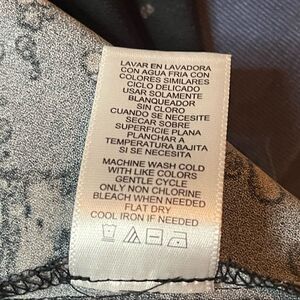 LAVAR EN LAVADORA
CON AGUA FRIA CON
COLORES SIMILARES
CICLO DELICADO
USAR SOLAMENTE
BLANQUEADOR
SIN CLORO
CUANDO SE NECESITE
SECAR SOBRE
SUPERFICIE PLANA
PLANCHAR A
TEMPERATURA BAJITA
SI SE NECESITA
MACHINE WASH COLD
WITH LIKE COLORS
GENTLE CYCLE
ONLY NON CHLORINE
BLEACH WHEN NEEDED
FLAT DRY
COOL IRON IF NEEDED